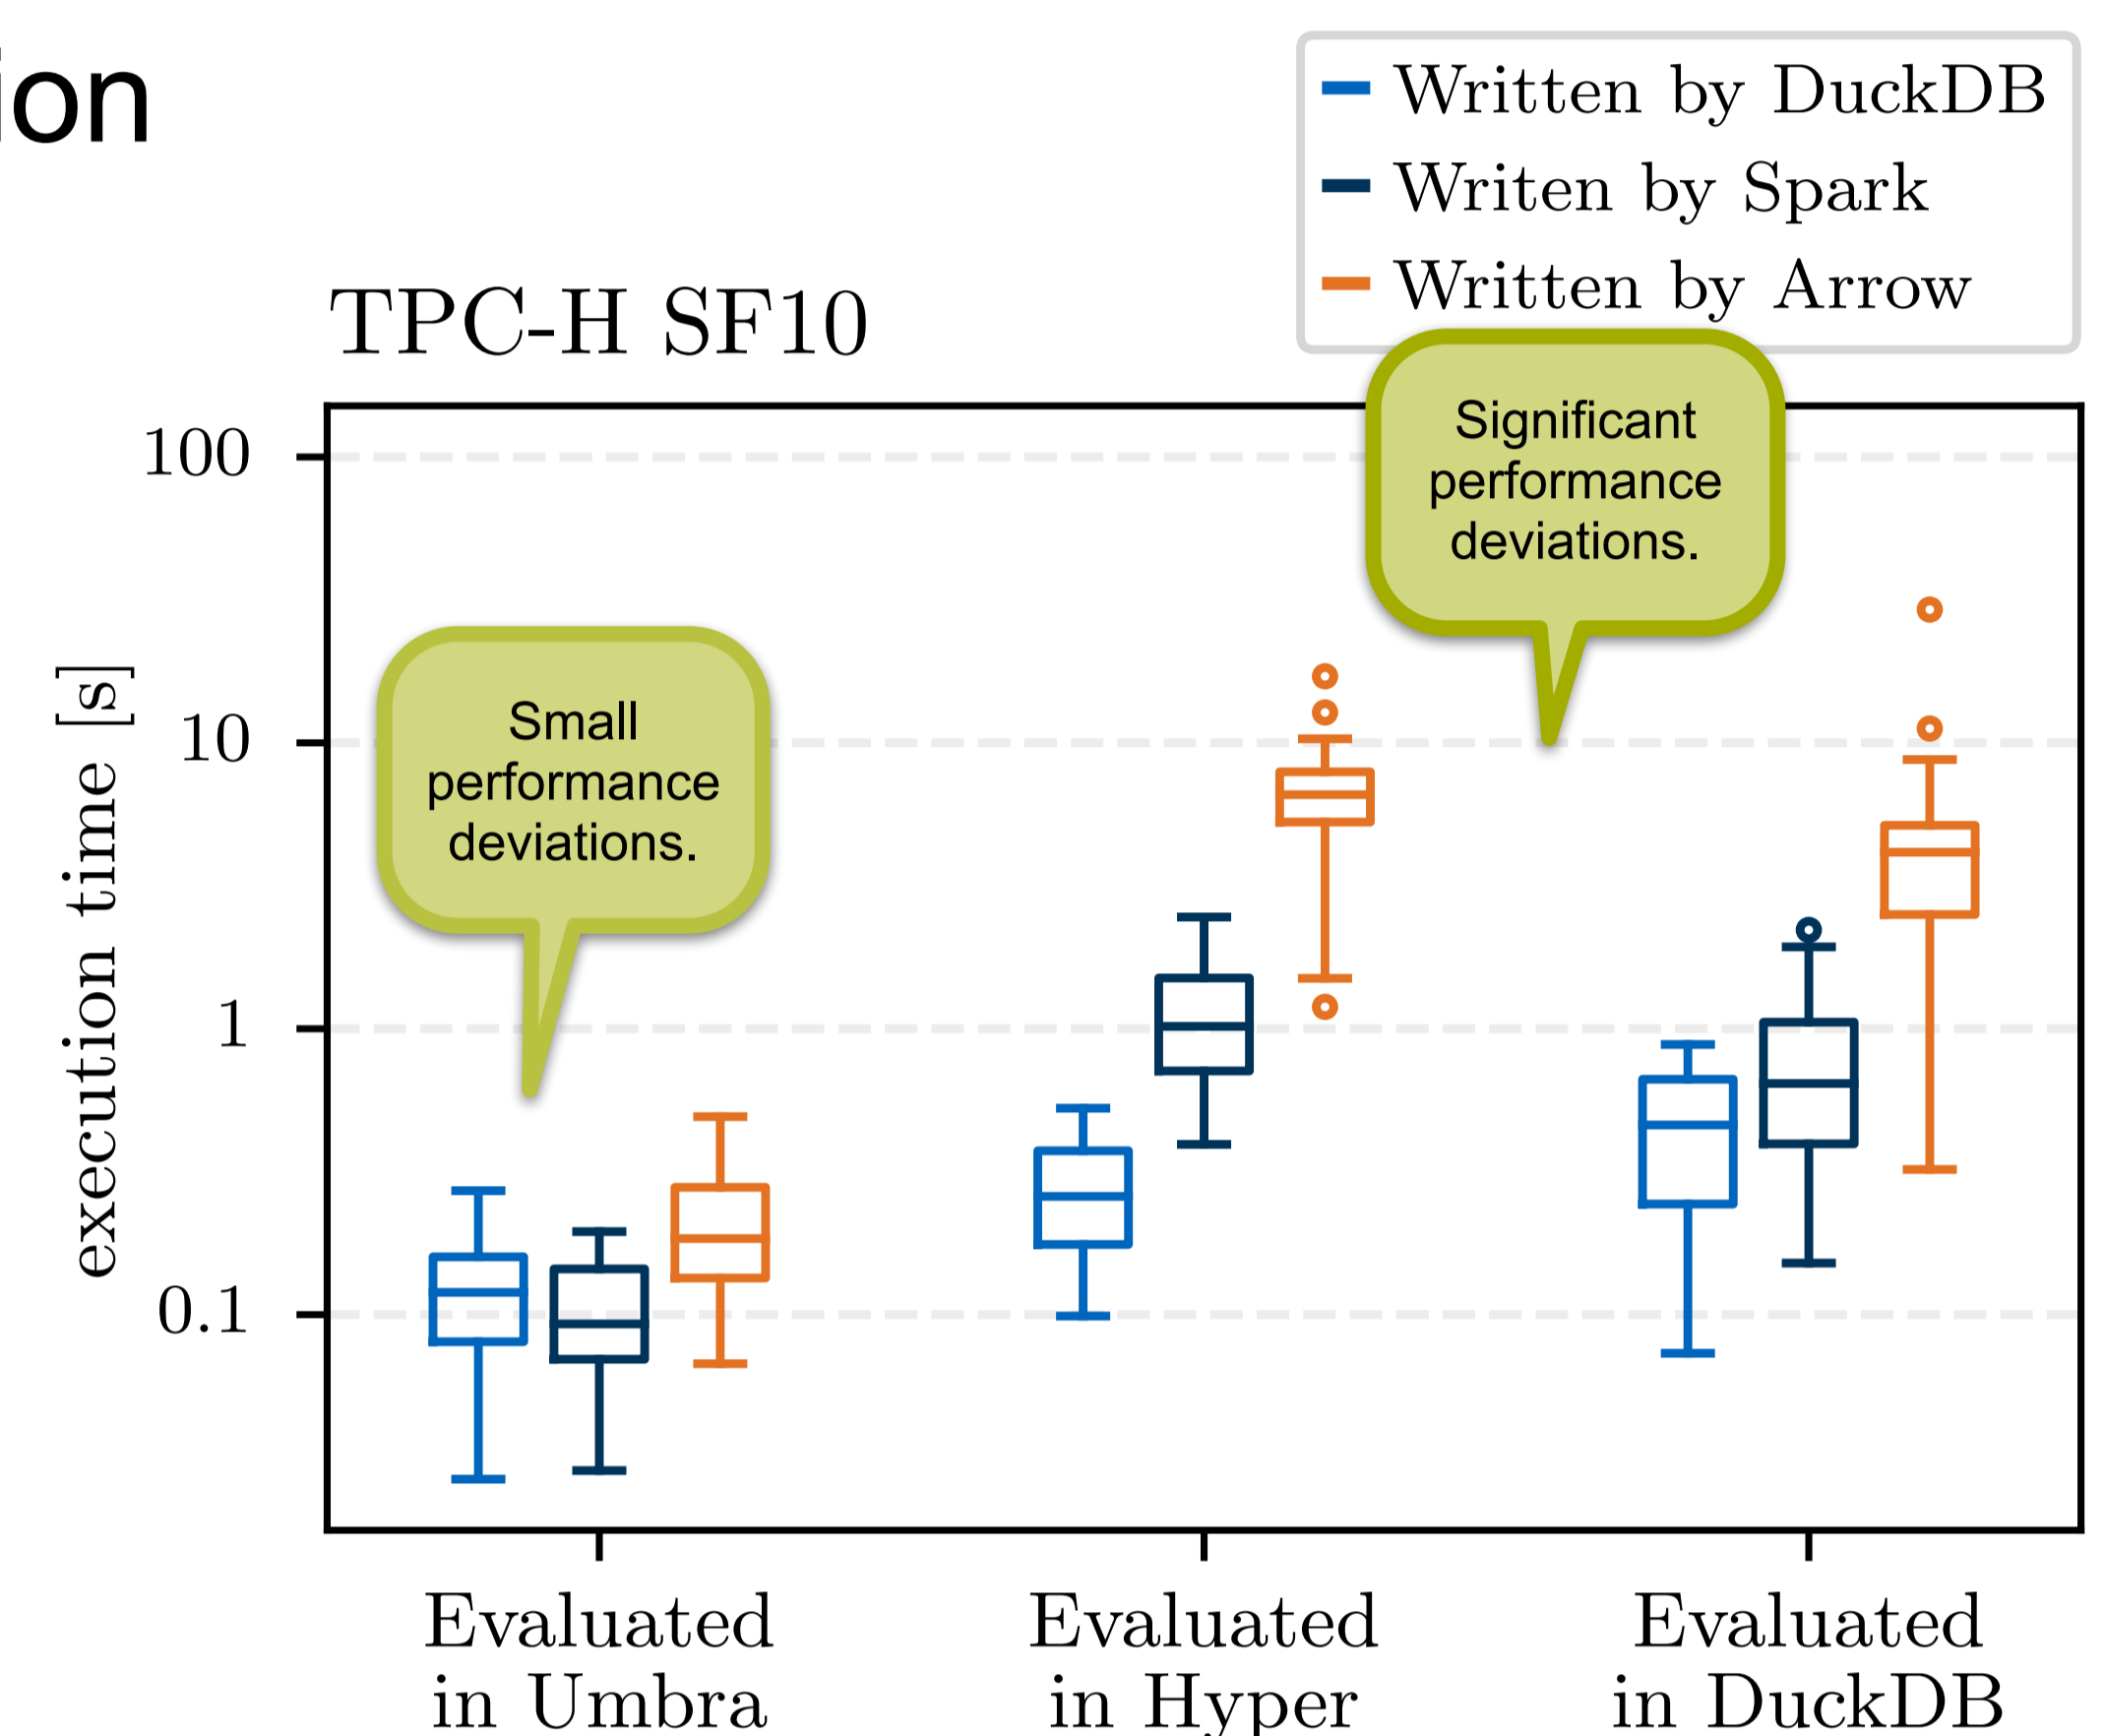 ion
Written by DuckDB
Writen by Spark
Written by Arrow
TPC-H SF10
Significant
performance
deviations.
Small
performance
deviations.
execution time [s]
100
10
1
0.1
Evaluated
in Umbra
Evaluated
in Hyper
Evaluated
in DuckDB